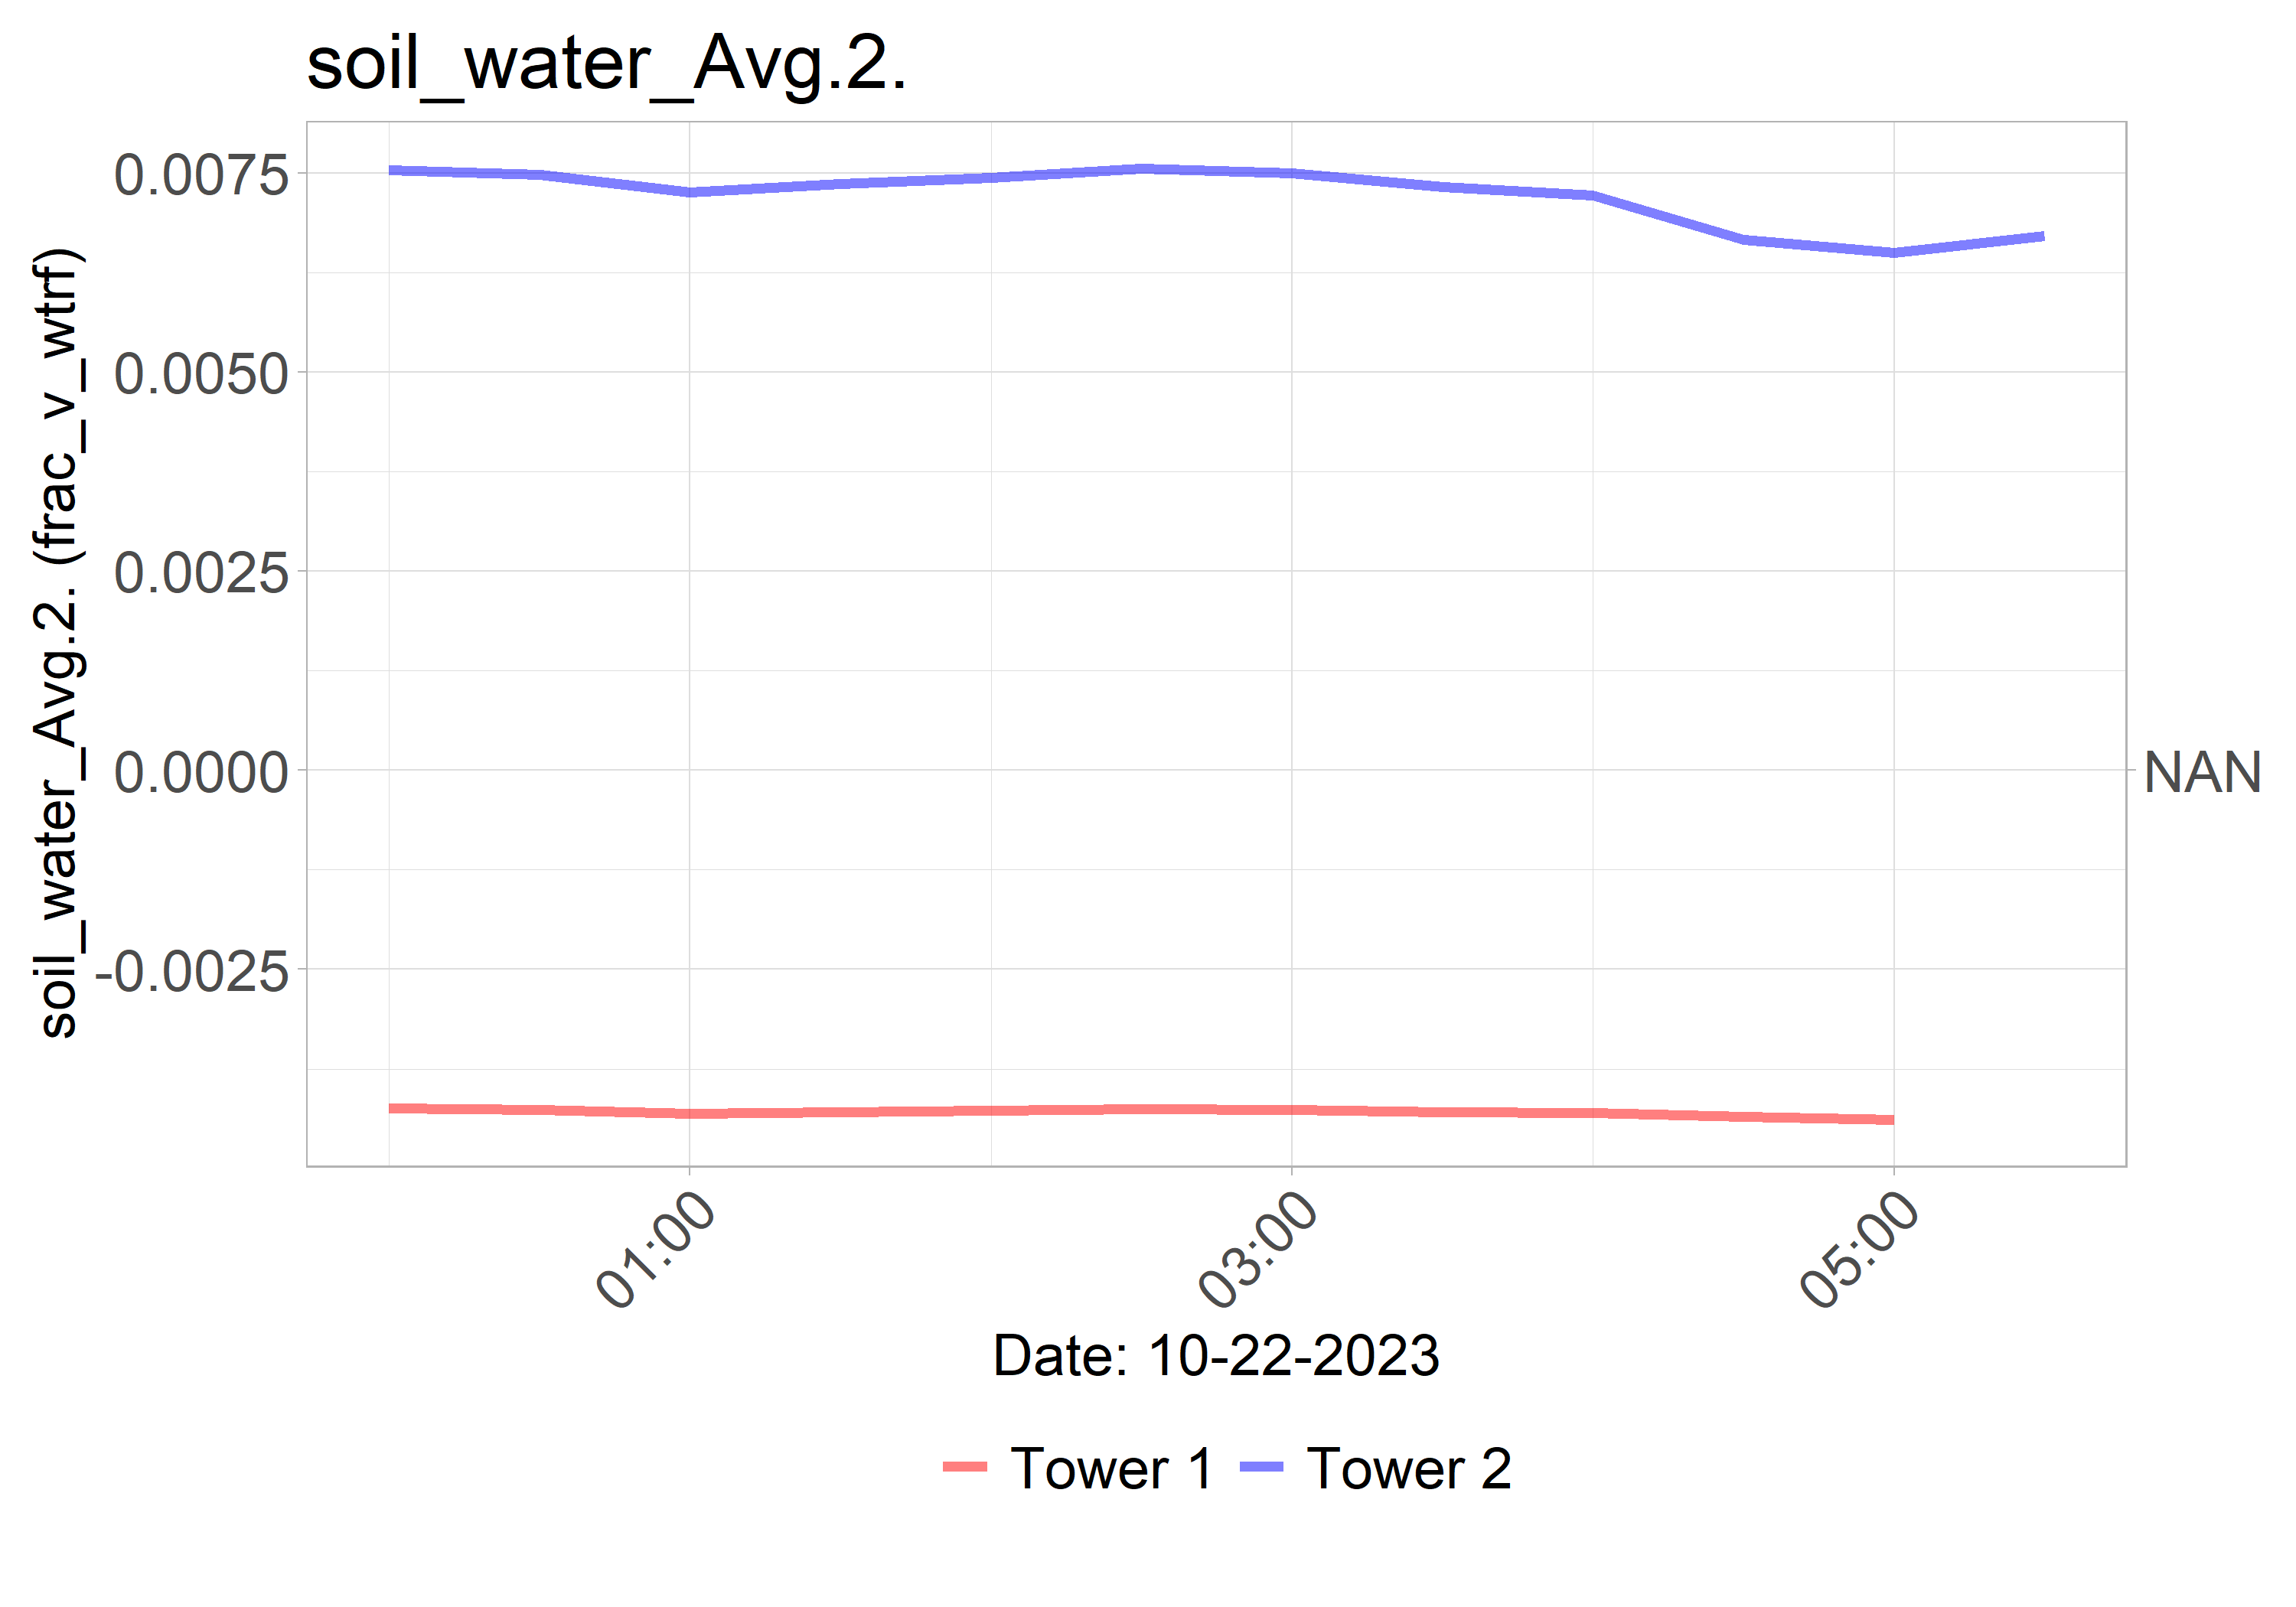 soil_water_Avg.2.
soil_water_Avg.2. (frac_v_wtrf)
0.0075
0.0050
0.0025
0.0000
-0.0025
NAN
01:00
03:00
05:00
Date: 10-22-2023
Tower 1
Tower 2